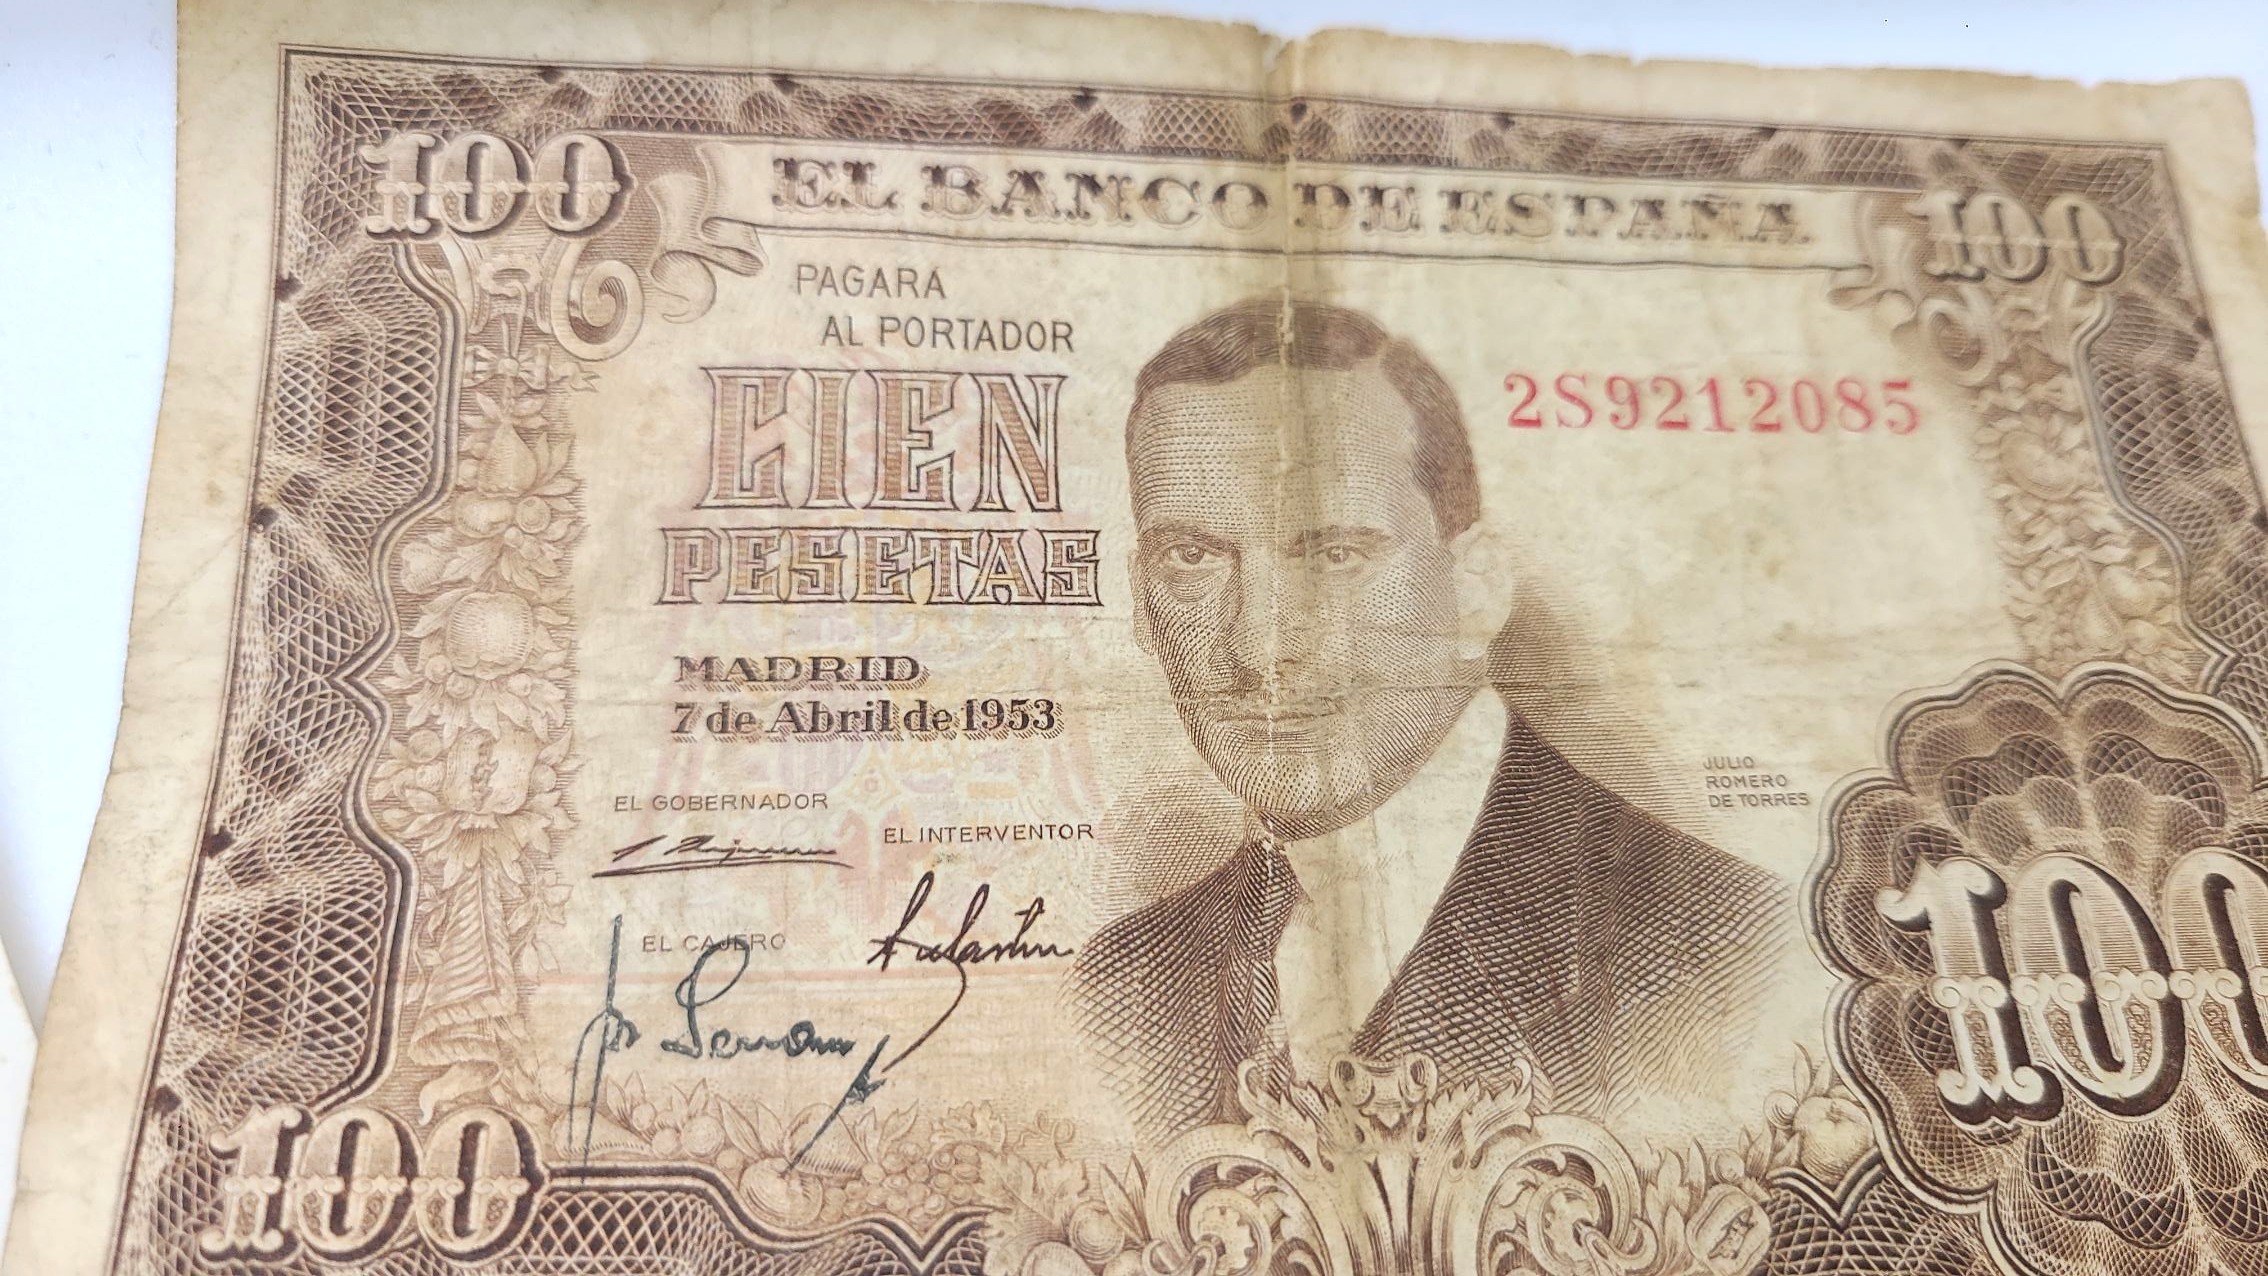 100
EL BANCO DE ESPAÑA
100
PAGARÁ
AL PORTADOR
CIEN
PESETAS
2S9212085
MADRID
7 de Abril de 1953
JULIO
ROMERO
DE TORRES
EL GOBERNADOR
EL INTERVENTOR
EL CAJERO
100
100